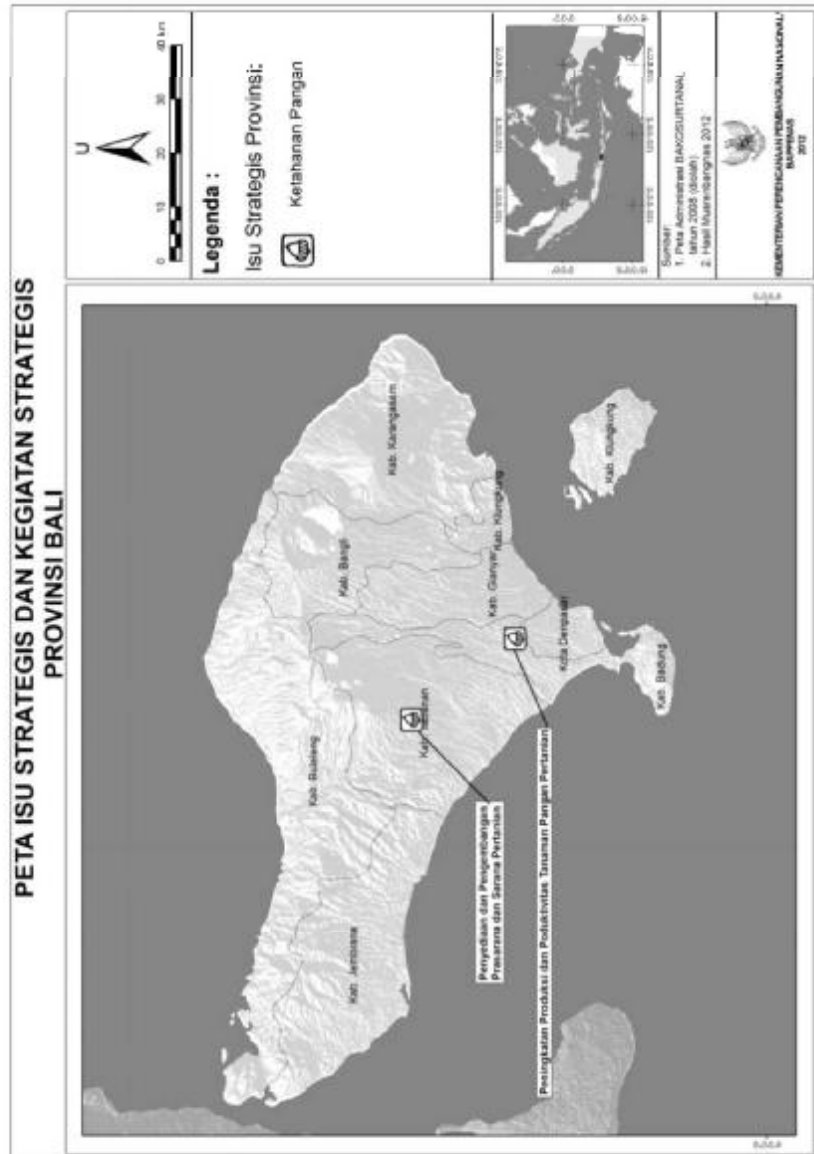 PETA ISU STRATEGIS DAN KEGIATAN STRATEGIS
PROVINSI BALI
Kab. Buleleng
Kab. Jembrana
Kab. Bangli
Kab. Karangasem
Kab. Gianyar
Kab. Klungkung
Kota Denpasar
Kab. Badung
Kab. Klungkung
Penyediaan dan Pengembangan
Prasarana dan Sarana Pertanian
Peningkatan Produksi dan Poduktivitas Tanaman Pangan Pertanian
U
0 10 20 30 40 km
Legenda :
Isu Strategis Provinsi:
Ketahanan Pangan
Sumber:
1. Peta Administrasi BAKOSURTANAL
tahun 2008 (diolah)
2. Hasil Musrenbangnas 2012
KEMENTERIAN PERENCANAAN PEMBANGUNAN NASIONAL/
BAPPENAS
2012